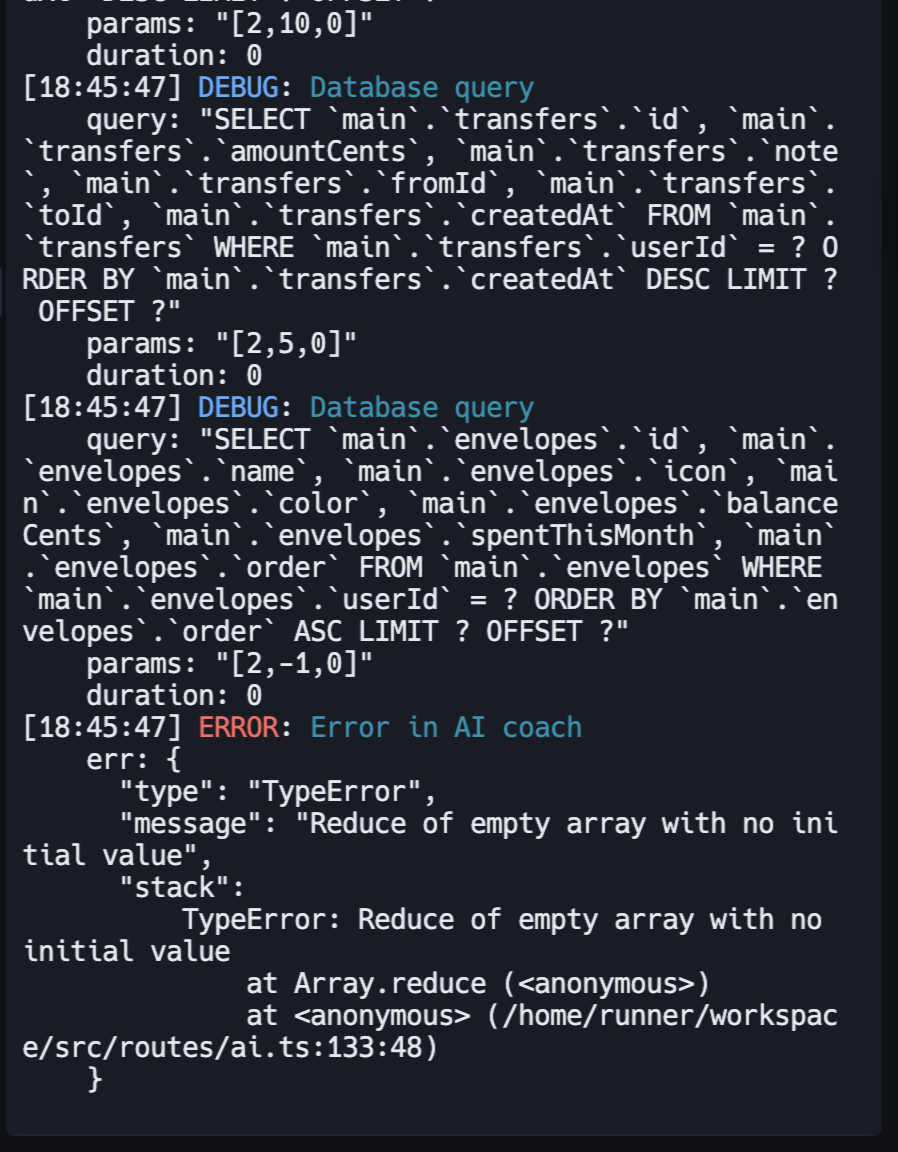 params: "[2,10,0]"
    duration: 0
[18:45:47] DEBUG: Database query
    query: "SELECT `main`.`transfers`.`id`, `main`.
`transfers`.`amountCents`, `main`.`transfers`.`note
`, `main`.`transfers`.`fromId`, `main`.`transfers`.
`toId`, `main`.`transfers`.`createdAt` FROM `main`.
`transfers` WHERE `main`.`transfers`.`userId` = ? O
RDER BY `main`.`transfers`.`createdAt` DESC LIMIT ?
 OFFSET ?"
    params: "[2,5,0]"
    duration: 0
[18:45:47] DEBUG: Database query
    query: "SELECT `main`.`envelopes`.`id`, `main`.
`envelopes`.`name`, `main`.`envelopes`.`icon`, `mai
n`.`envelopes`.`color`, `main`.`envelopes`.`balance
Cents`, `main`.`envelopes`.`spentThisMonth`, `main`
.`envelopes`.`order` FROM `main`.`envelopes` WHERE
`main`.`envelopes`.`userId` = ? ORDER BY `main`.`en
velopes`.`order` ASC LIMIT ? OFFSET ?"
    params: "[2,-1,0]"
    duration: 0
[18:45:47] ERROR: Error in AI coach
    err: {
      "type": "TypeError",
      "message": "Reduce of empty array with no ini
tial value",
      "stack":
          TypeError: Reduce of empty array with no
initial value
              at Array.reduce (<anonymous>)
              at <anonymous> (/home/runner/workspac
e/src/routes/ai.ts:133:48)
    }